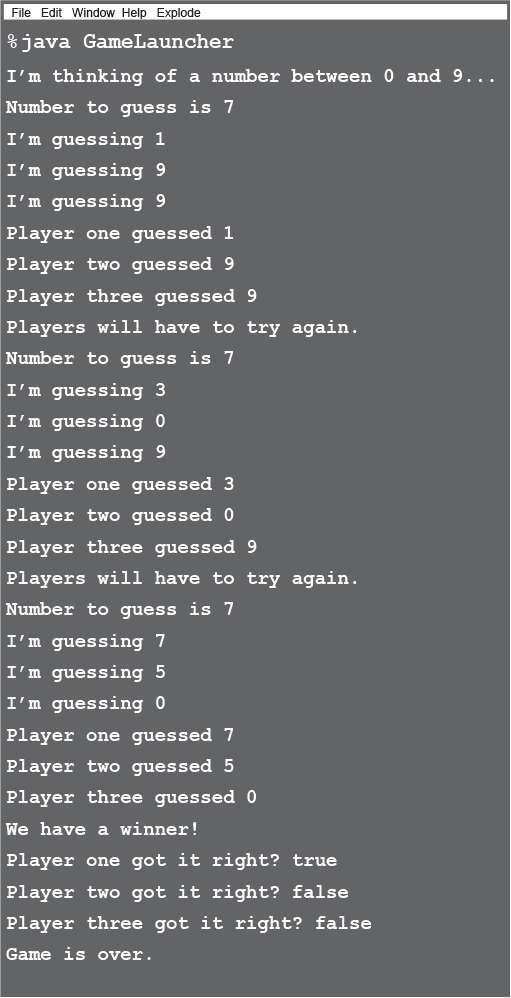 File Edit Window Help Explode
%java GameLauncher
I’m thinking of a number between 0 and 9...
Number to guess is 7
I’m guessing 1
I’m guessing 9
I’m guessing 9
Player one guessed 1
Player two guessed 9
Player three guessed 9
Players will have to try again.
Number to guess is 7
I’m guessing 3
I’m guessing 0
I’m guessing 9
Player one guessed 3
Player two guessed 0
Player three guessed 9
Players will have to try again.
Number to guess is 7
I’m guessing 7
I’m guessing 5
I’m guessing 0
Player one guessed 7
Player two guessed 5
Player three guessed 0
We have a winner!
Player one got it right? true
Player two got it right? false
Player three got it right? false
Game is over.